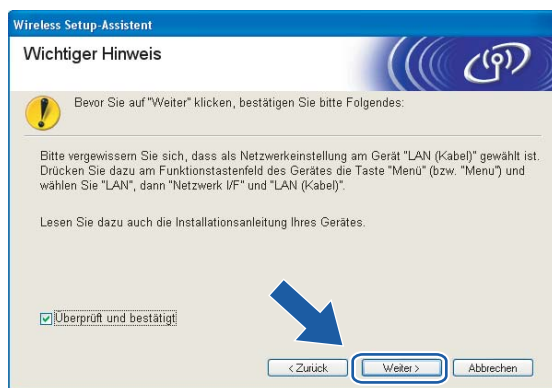 Wireless Setup-Assistent
Wichtiger Hinweis
Bevor Sie auf "Weiter" klicken, bestätigen Sie bitte Folgendes:
Bitte vergewissern Sie sich, dass als Netzwerkeinstellung am Gerät "LAN (Kabel)" gewählt ist.
Drücken Sie dazu am Funktionstastenfeld des Gerätes die Taste "Menü" (bzw. "Menu") und
wählen Sie "LAN", dann "Netzwerk I/F" und "LAN (Kabel)".
Lesen Sie dazu auch die Installationsanleitung Ihres Gerätes.
Überprüft und bestätigt
< Zurück Weiter > Abbrechen